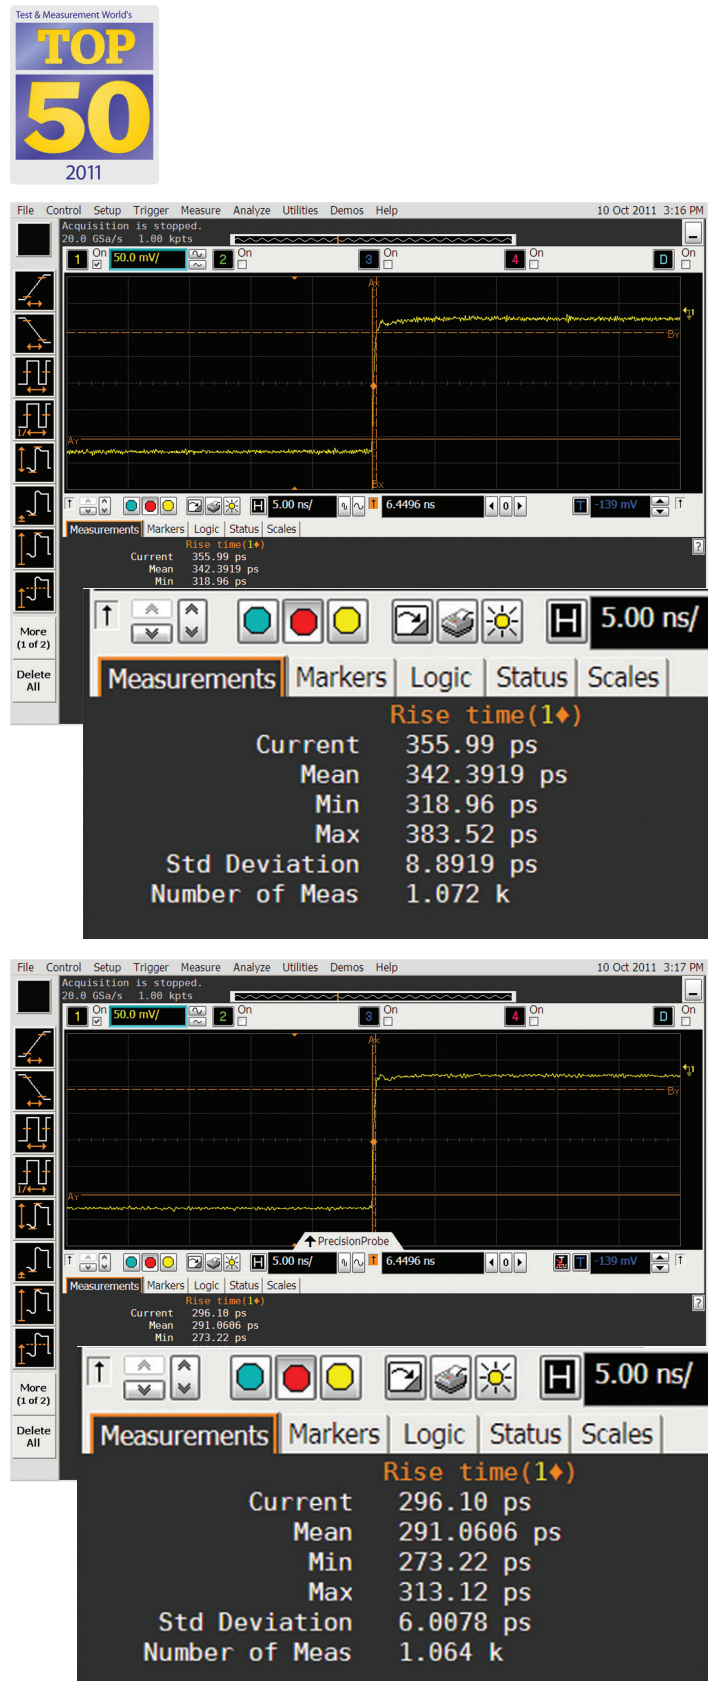 Test & Measurement World's
TOP
50
2011
File Control Setup Trigger Measure Analyze Utilities Demos Help 10 Oct 2011 3:16 PM
Acquisition is stopped.
20.0 GSa/s 1.00 kpts
1 On 50.0 mV/ 2 On 3 On 4 On D On
Ax
1
By
Ay
Bx
H 5.00 ns/ 6.4496 ns 0 T -139 mV
Measurements Markers Logic Status Scales
?
Rise time(1♦)
Current 355.99 ps
Mean 342.3919 ps
Min 318.96 ps
More
(1 of 2)
Delete
All
H 5.00 ns/
Measurements Markers Logic Status Scales
Rise time(1♦)
Current 355.99 ps
Mean 342.3919 ps
Min 318.96 ps
Max 383.52 ps
Std Deviation 8.8919 ps
Number of Meas 1.072 k
File Control Setup Trigger Measure Analyze Utilities Demos Help 10 Oct 2011 3:17 PM
Acquisition is stopped.
20.0 GSa/s 1.00 kpts
1 On 50.0 mV/ 2 On 3 On 4 On D On
Ax
1
By
Ay
PrecisionProbe
H 5.00 ns/ 6.4496 ns 0 T -139 mV
Measurements Markers Logic Status Scales
?
Rise time(1♦)
Current 296.10 ps
Mean 291.0606 ps
Min 273.22 ps
More
(1 of 2)
Delete
All
H 5.00 ns/
Measurements Markers Logic Status Scales
Rise time(1♦)
Current 296.10 ps
Mean 291.0606 ps
Min 273.22 ps
Max 313.12 ps
Std Deviation 6.0078 ps
Number of Meas 1.064 k